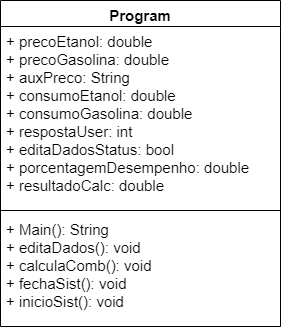 Program
+ precoEtanol: double
+ precoGasolina: double
+ auxPreco: String
+ consumoEtanol: double
+ consumoGasolina: double
+ respostaUser: int
+ editaDadosStatus: bool
+ porcentagemDesempenho: double
+ resultadoCalc: double
+ Main(): String
+ editaDados(): void
+ calculaComb(): void
+ fechaSist(): void
+ inicioSist(): void